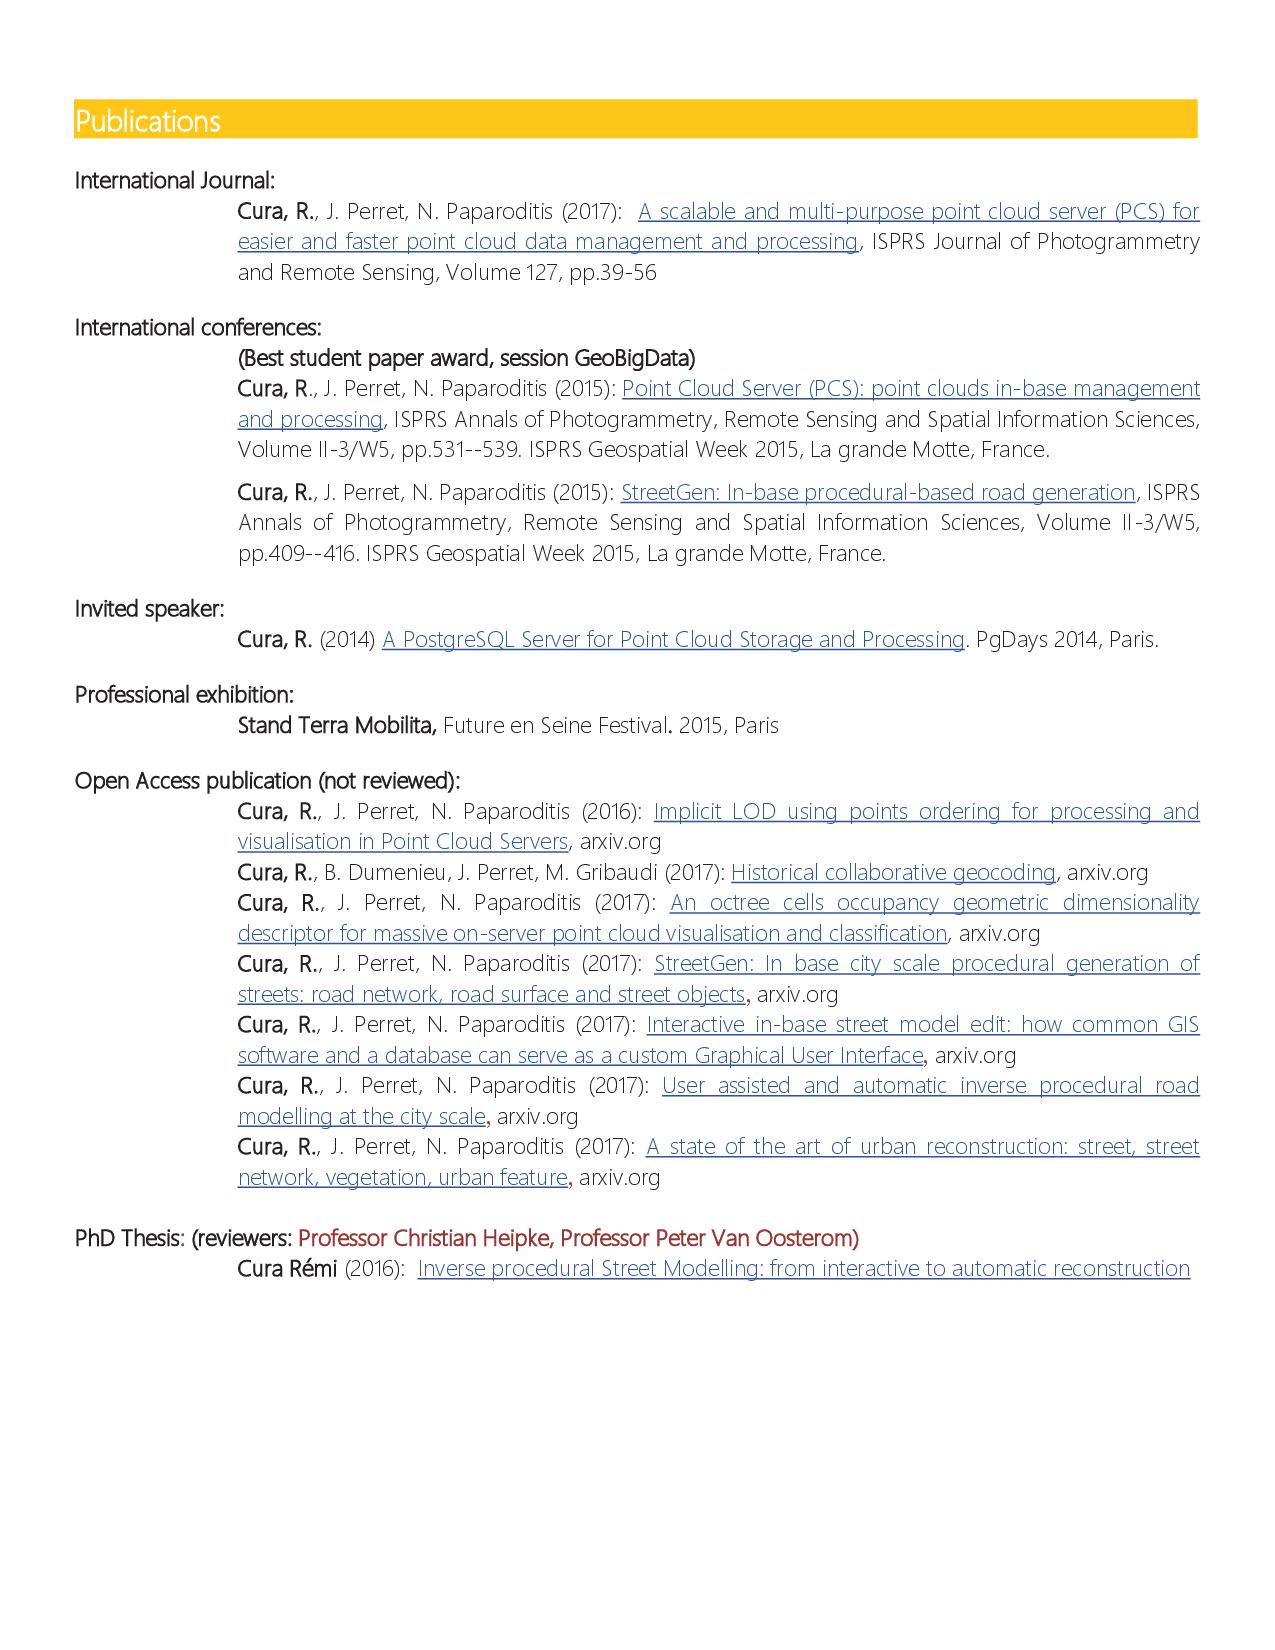 Publications
International Journal:
Cura, R., J. Perret, N. Paparoditis (2017): A scalable and multi-purpose point cloud server (PCS) for
easier and faster point cloud data management and processing, ISPRS Journal of Photogrammetry
and Remote Sensing, Volume 127, pp.39-56
International conferences:
(Best student paper award, session GeoBigData)
Cura, R., J. Perret, N. Paparoditis (2015): Point Cloud Server (PCS): point clouds in-base management
and processing, ISPRS Annals of Photogrammetry, Remote Sensing and Spatial Information Sciences,
Volume II-3/W5, pp.531--539. ISPRS Geospatial Week 2015, La grande Motte, France.
Cura, R., J. Perret, N. Paparoditis (2015): StreetGen: In-base procedural-based road generation, ISPRS
Annals of Photogrammetry, Remote Sensing and Spatial Information Sciences, Volume II-3/W5,
pp.409--416. ISPRS Geospatial Week 2015, La grande Motte, France.
Invited speaker:
Cura, R. (2014) A PostgreSQL Server for Point Cloud Storage and Processing. PgDays 2014, Paris.
Professional exhibition:
Stand Terra Mobilita, Future en Seine Festival. 2015, Paris
Open Access publication (not reviewed):
Cura, R., J. Perret, N. Paparoditis (2016): Implicit LOD using points ordering for processing and
visualisation in Point Cloud Servers, arxiv.org
Cura, R., B. Dumenieu, J. Perret, M. Gribaudi (2017): Historical collaborative geocoding, arxiv.org
Cura, R., J. Perret, N. Paparoditis (2017): An octree cells occupancy geometric dimensionality
descriptor for massive on-server point cloud visualisation and classification, arxiv.org
Cura, R., J. Perret, N. Paparoditis (2017): StreetGen: In base city scale procedural generation of
streets: road network, road surface and street objects, arxiv.org
Cura, R., J. Perret, N. Paparoditis (2017): Interactive in-base street model edit: how common GIS
software and a database can serve as a custom Graphical User Interface, arxiv.org
Cura, R., J. Perret, N. Paparoditis (2017): User assisted and automatic inverse procedural road
modelling at the city scale, arxiv.org
Cura, R., J. Perret, N. Paparoditis (2017): A state of the art of urban reconstruction: street, street
network, vegetation, urban feature, arxiv.org
PhD Thesis: (reviewers: Professor Christian Heipke, Professor Peter Van Oosterom)
Cura Rémi (2016): Inverse procedural Street Modelling: from interactive to automatic reconstruction